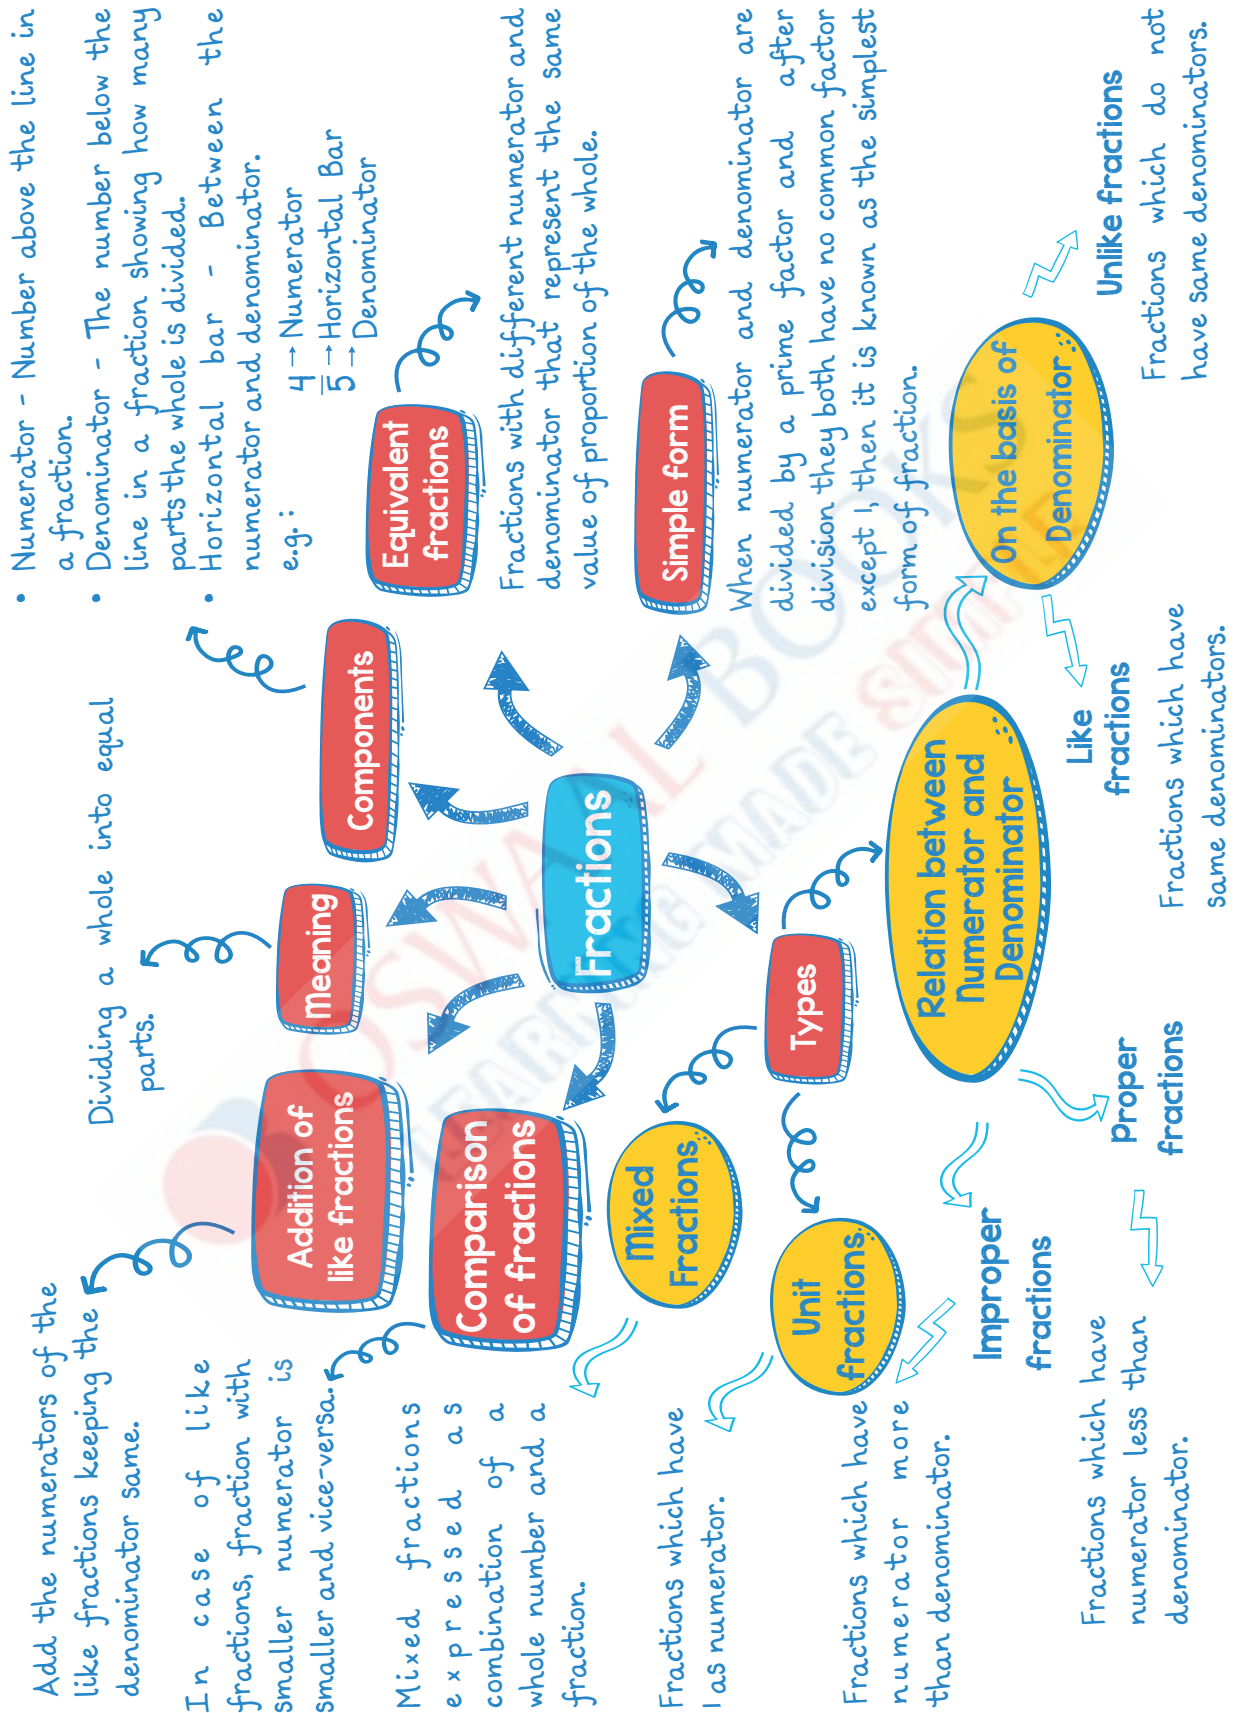 Add the numerators of the
like fractions keeping the
denominator same.
Addition of
like fractions
Dividing a whole into equal
parts.
Meaning
Components
• Numerator - Number above the line in
a fraction.
• Denominator - The number below the
line in a fraction showing how many
parts the whole is divided.
• Horizontal bar - Between the
numerator and denominator.
e.g.:
4 → Numerator
— → Horizontal Bar
5 → Denominator
In case of like
fractions, fraction with
smaller numerator is
smaller and vice-versa.
Comparison
of fractions
Fractions
Equivalent
fractions
Fractions with different numerator and
denominator that represent the same
value of proportion of the whole.
Simple form
When numerator and denominator are
divided by a prime factor and after
division they both have no common factor
except 1, then it is known as the simplest
form of fraction.
Types
Mixed
Fractions
Mixed fractions
expressed as
combination of a
whole number and a
fraction.
Unit
fractions
Fractions which have
1 as numerator.
Relation between
Numerator and
Denominator
Improper
fractions
Fractions which have
numerator more
than denominator.
Proper
fractions
Fractions which have
numerator less than
denominator.
On the basis of
Denominator
Like
fractions
Fractions which have
same denominators.
Unlike fractions
Fractions which do not
have same denominators.
OSWAAL BOOKS
LEARNING MADE SIMPLE